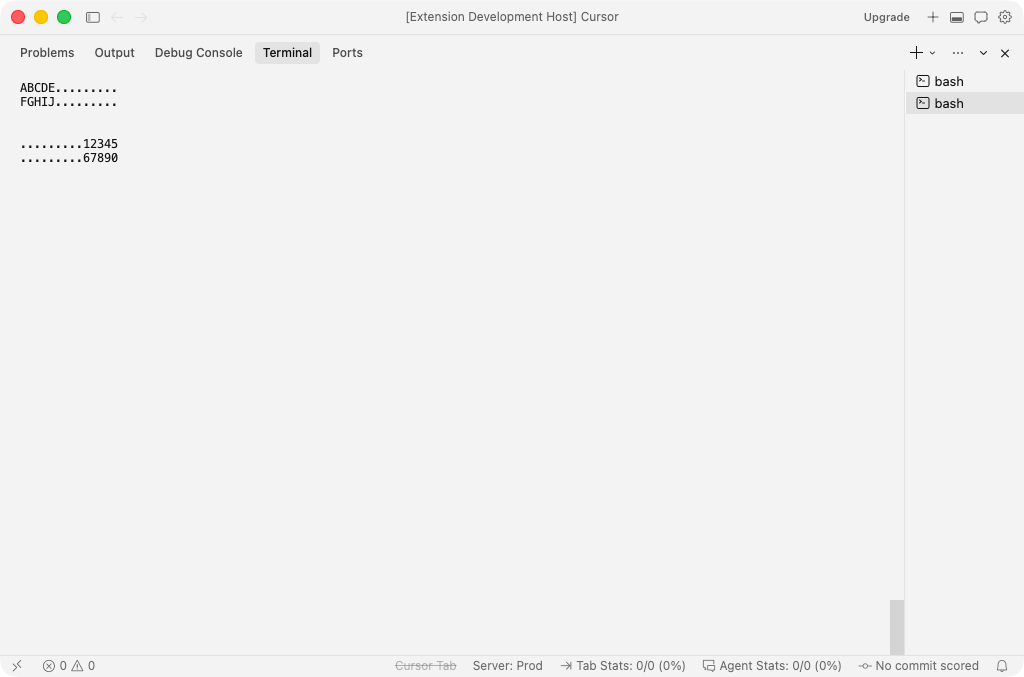 [Extension Development Host] Cursor
Upgrade
Problems Output Debug Console Terminal Ports
ABCDE.........
FGHIJ.........
.........12345
.........67890
bash
bash
0 0 Cursor Tab Server: Prod Tab Stats: 0/0 (0%) Agent Stats: 0/0 (0%) No commit scored